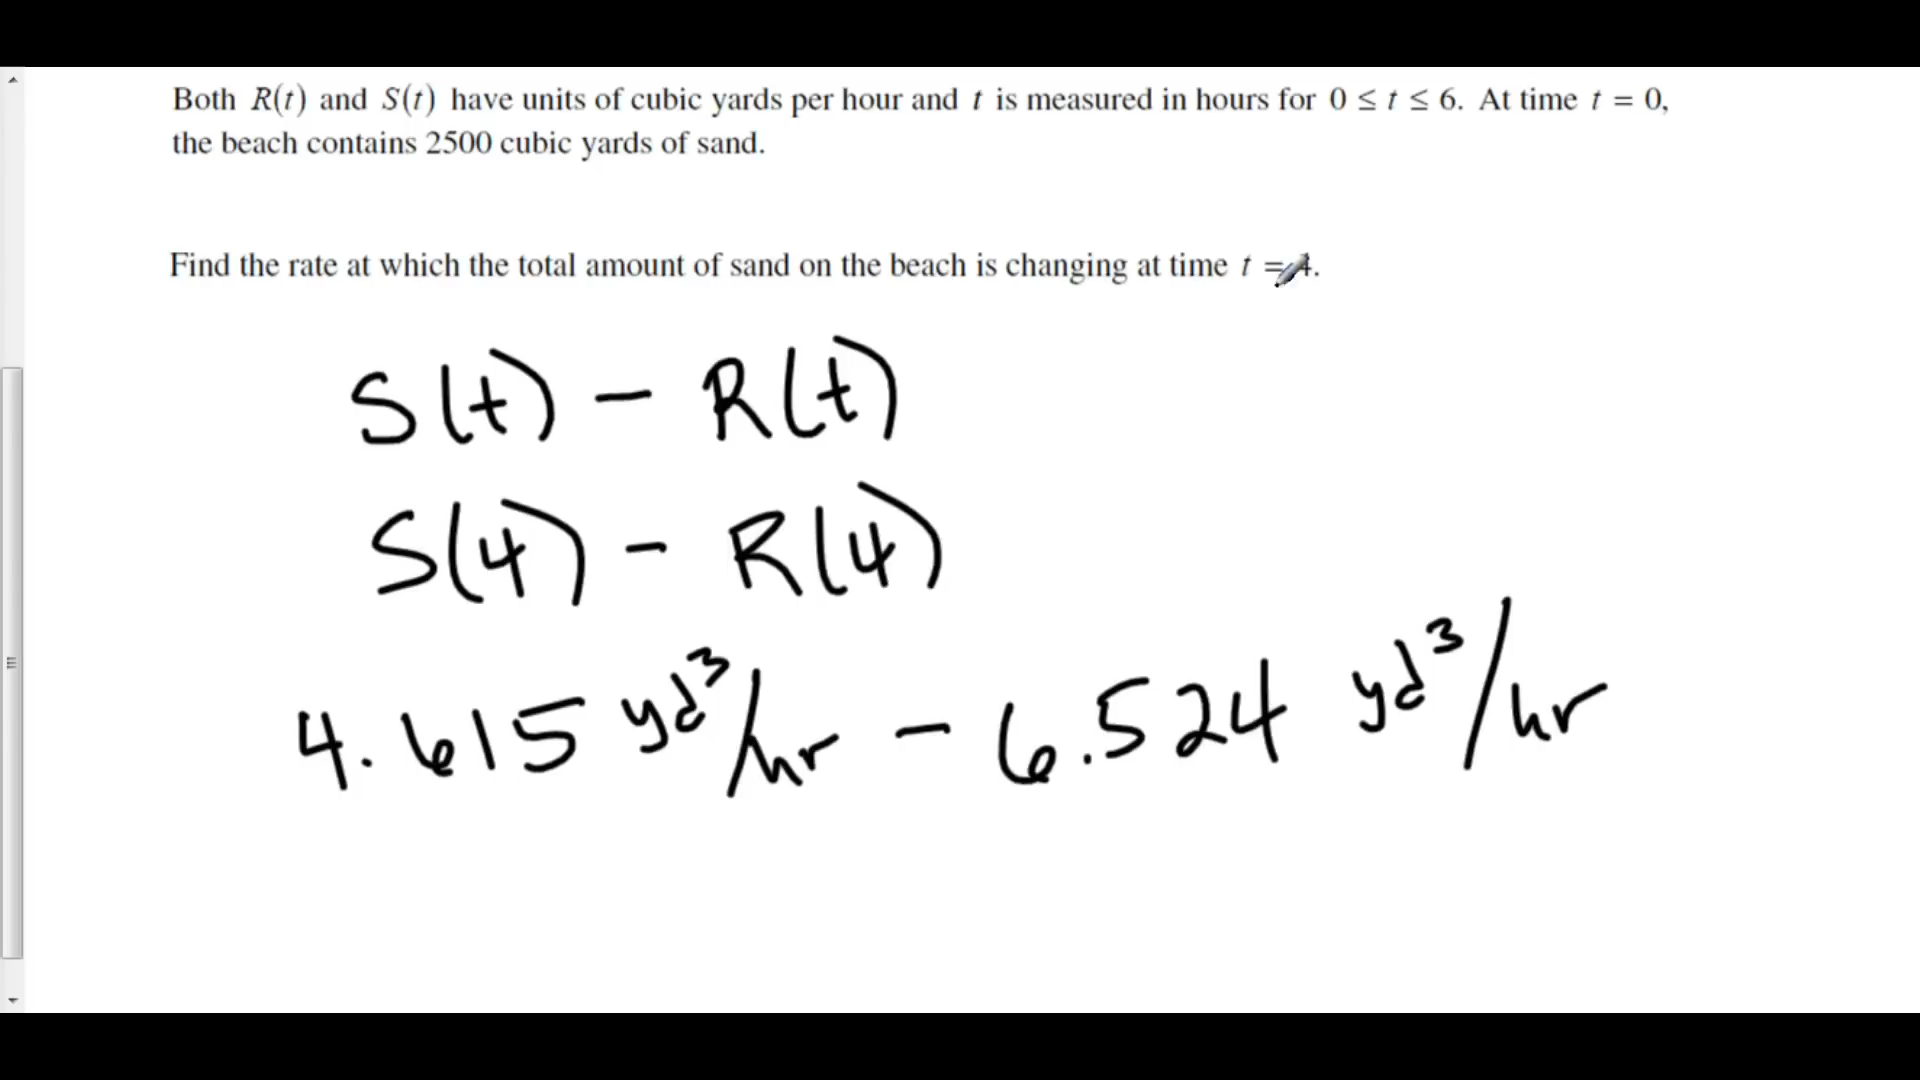 Both R(t) and S(t) have units of cubic yards per hour and t is measured in hours for 0 ≤ t ≤ 6. At time t = 0,
the beach contains 2500 cubic yards of sand.
Find the rate at which the total amount of sand on the beach is changing at time t = 4.
S(t) - R(t)
S(4) - R(4)
4.615 yd³/hr - 6.524 yd³/hr